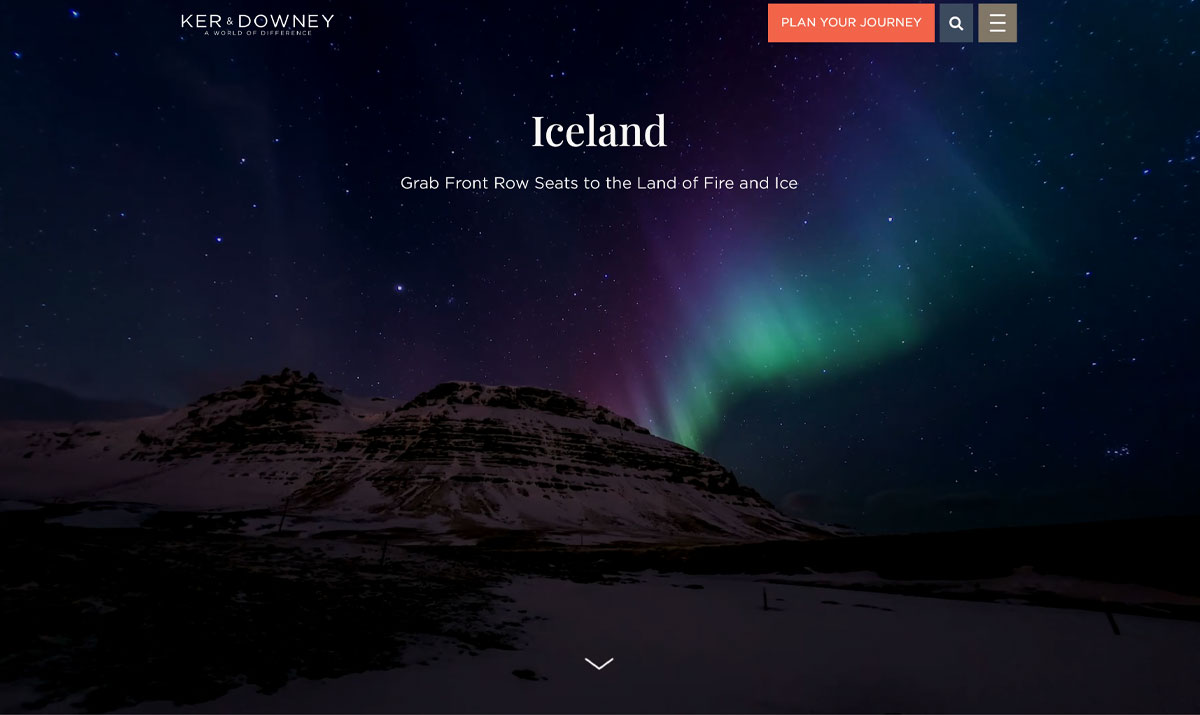 KER & DOWNEY
A WORLD OF DIFFERENCE
PLAN YOUR JOURNEY
Iceland
Grab Front Row Seats to the Land of Fire and Ice